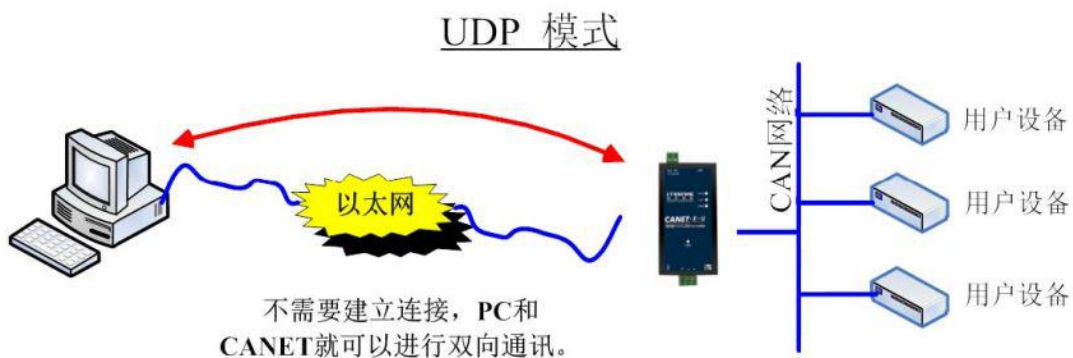 UDP 模式
以太网
CAN网络
用户设备
用户设备
用户设备
CANET
不需要建立连接，PC和
CANET就可以进行双向通讯。